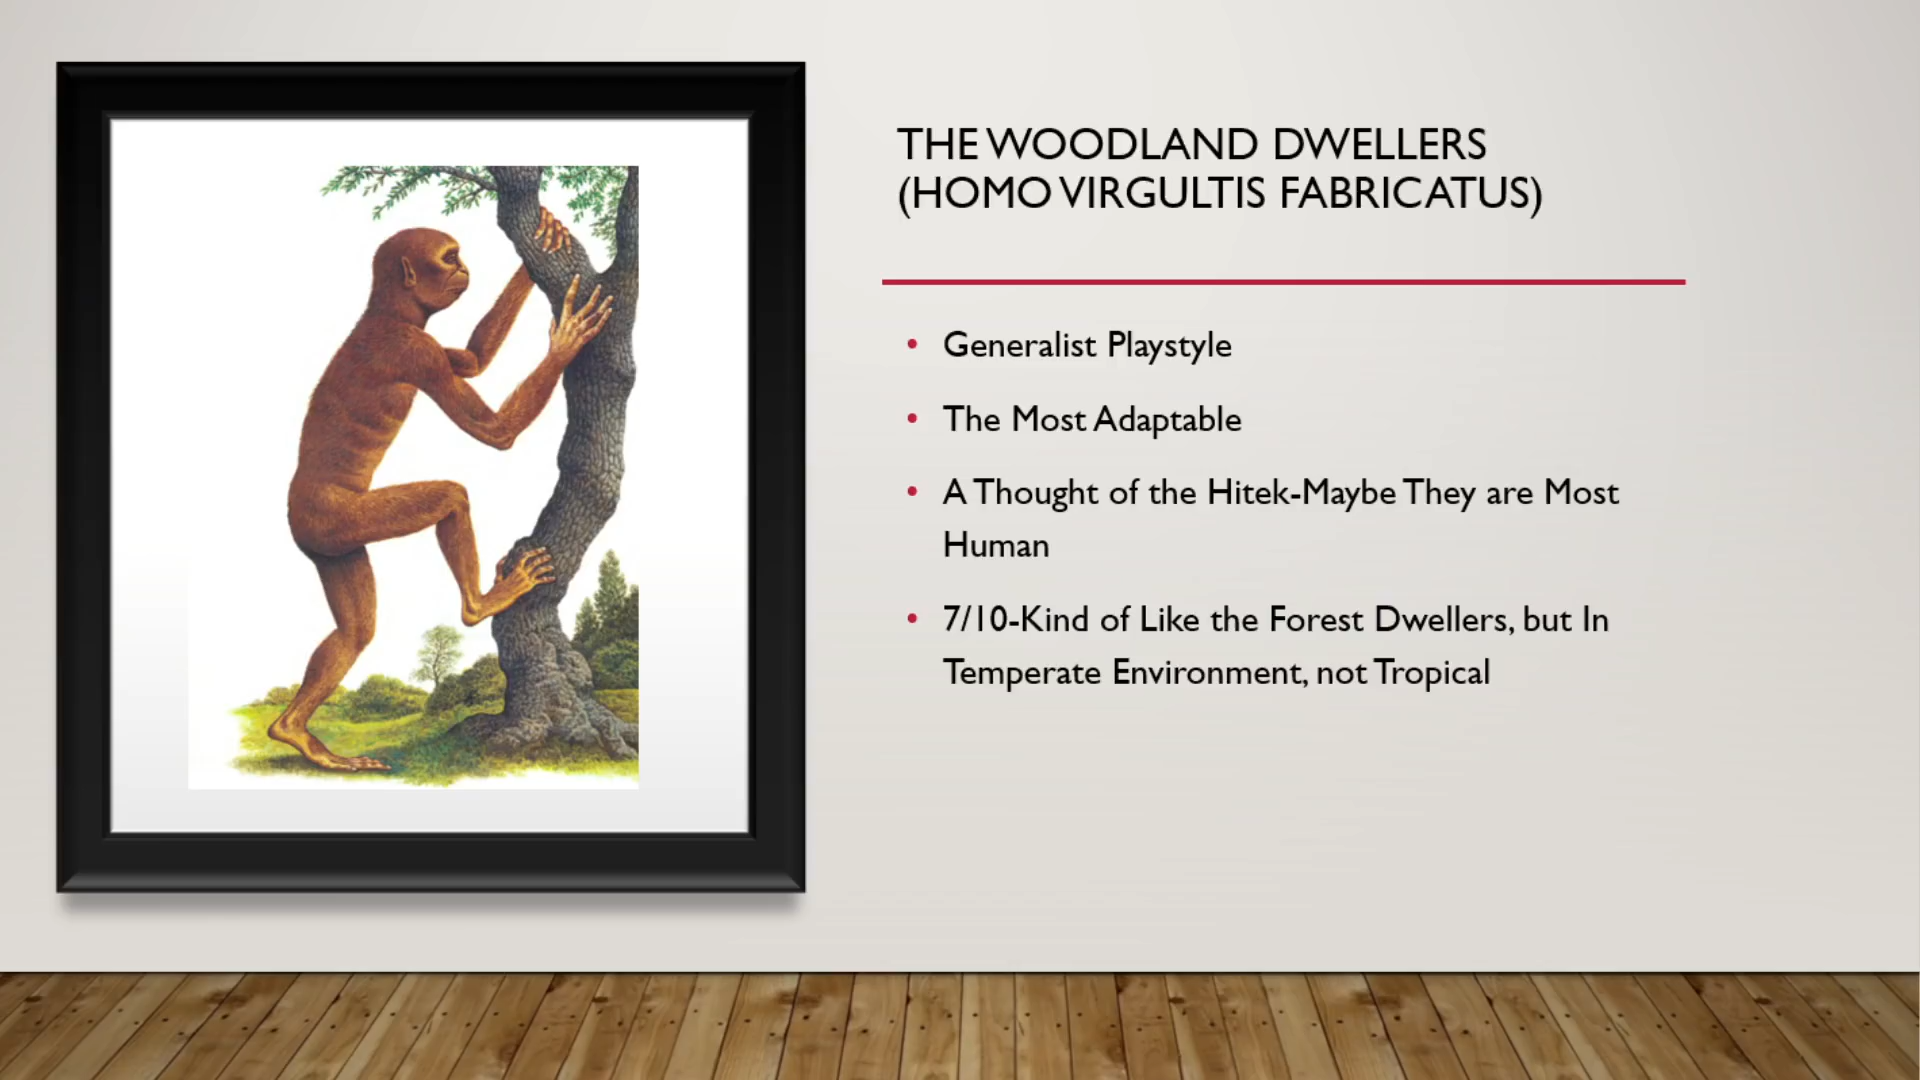 THE WOODLAND DWELLERS
(HOMO VIRGULTIS FABRICATUS)
• Generalist Playstyle
• The Most Adaptable
• A Thought of the Hitek-Maybe They are Most
Human
• 7/10-Kind of Like the Forest Dwellers, but In
Temperate Environment, not Tropical